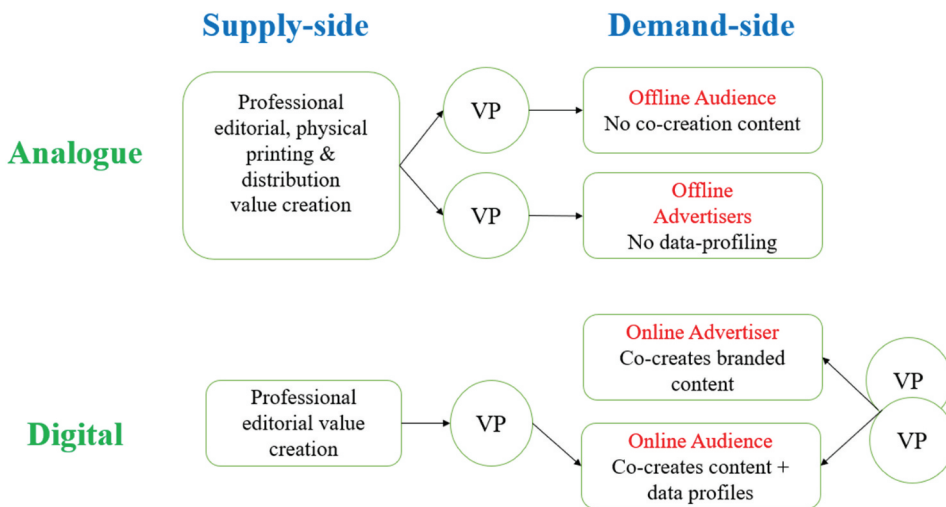 Supply-side
Demand-side
Analogue
Professional
editorial, physical
printing &
distribution
value creation
VP
Offline Audience
No co-creation content
VP
Offline
Advertisers
No data-profiling
Digital
Professional
editorial value
creation
VP
Online Advertiser
Co-creates branded
content
Online Audience
Co-creates content +
data profiles
VP
VP